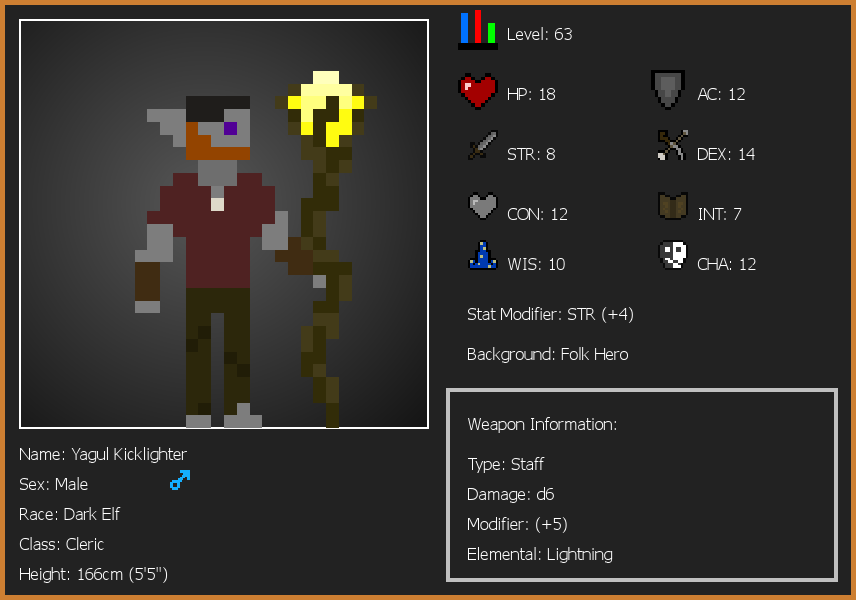 Level: 63
HP: 18
AC: 12
STR: 8
DEX: 14
CON: 12
INT: 7
WIS: 10
CHA: 12
Stat Modifier: STR (+4)
Background: Folk Hero
Weapon Information:
Type: Staff
Damage: d6
Modifier: (+5)
Elemental: Lightning
Name: Yagul Kicklighter
Sex: Male
Race: Dark Elf
Class: Cleric
Height: 166cm (5'5")